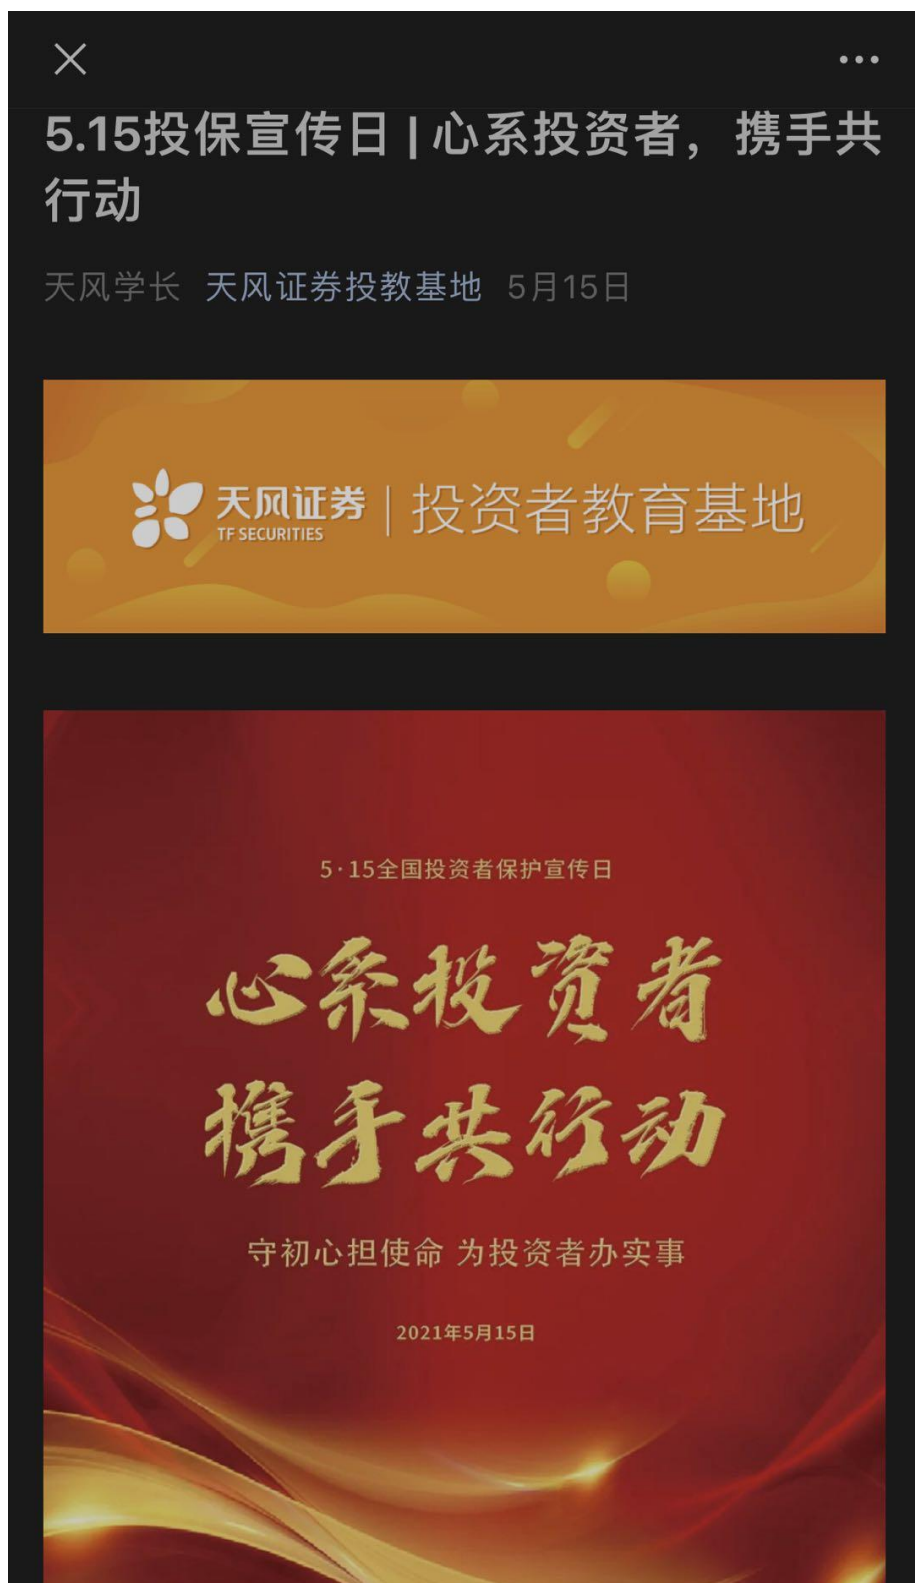 5.15投保宣传日 | 心系投资者，携手共
行动
天风学长 天风证券投教基地 5月15日
天风证券 | 投资者教育基地
TF SECURITIES
5·15全国投资者保护宣传日
心系投资者
携手共行动
守初心担使命 为投资者办实事
2021年5月15日